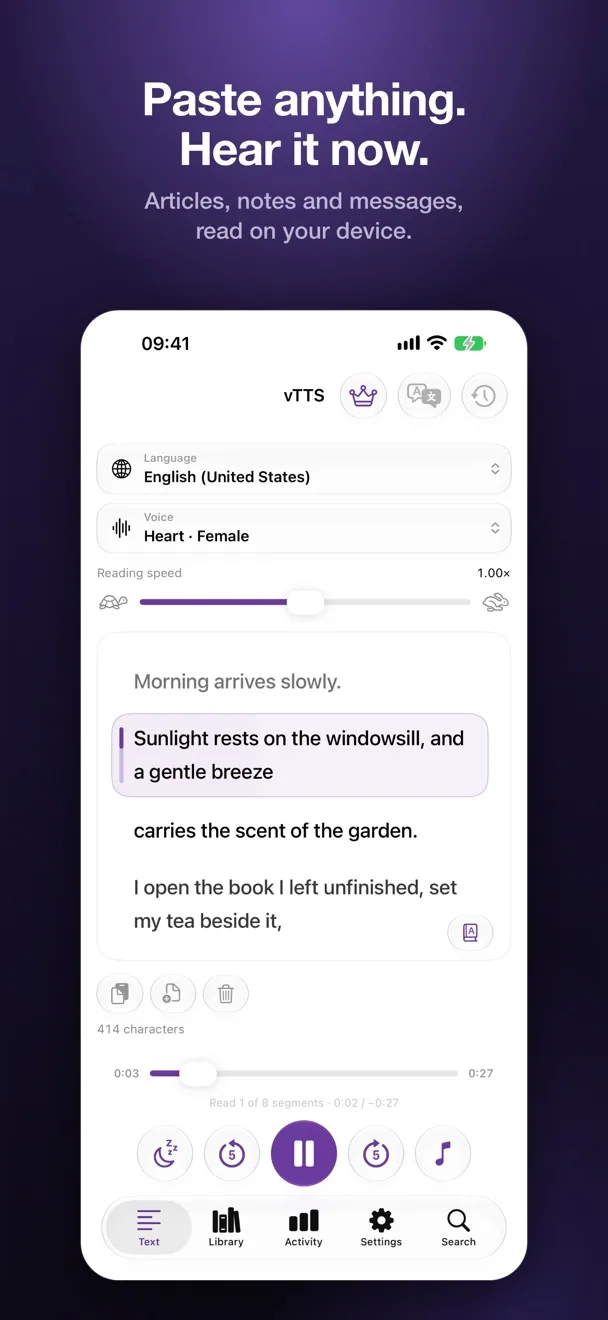 Paste anything.
Hear it now.
Articles, notes and messages,
read on your device.
09:41
vTTS
Language
English (United States)
Voice
Heart · Female
Reading speed
1.00×
Morning arrives slowly.
Sunlight rests on the windowsill, and
a gentle breeze
carries the scent of the garden.
I open the book I left unfinished, set
my tea beside it,
414 characters
0:03
0:27
Read 1 of 8 segments · 0:02 / ~0:27
5
5
Text
Library
Activity
Settings
Search